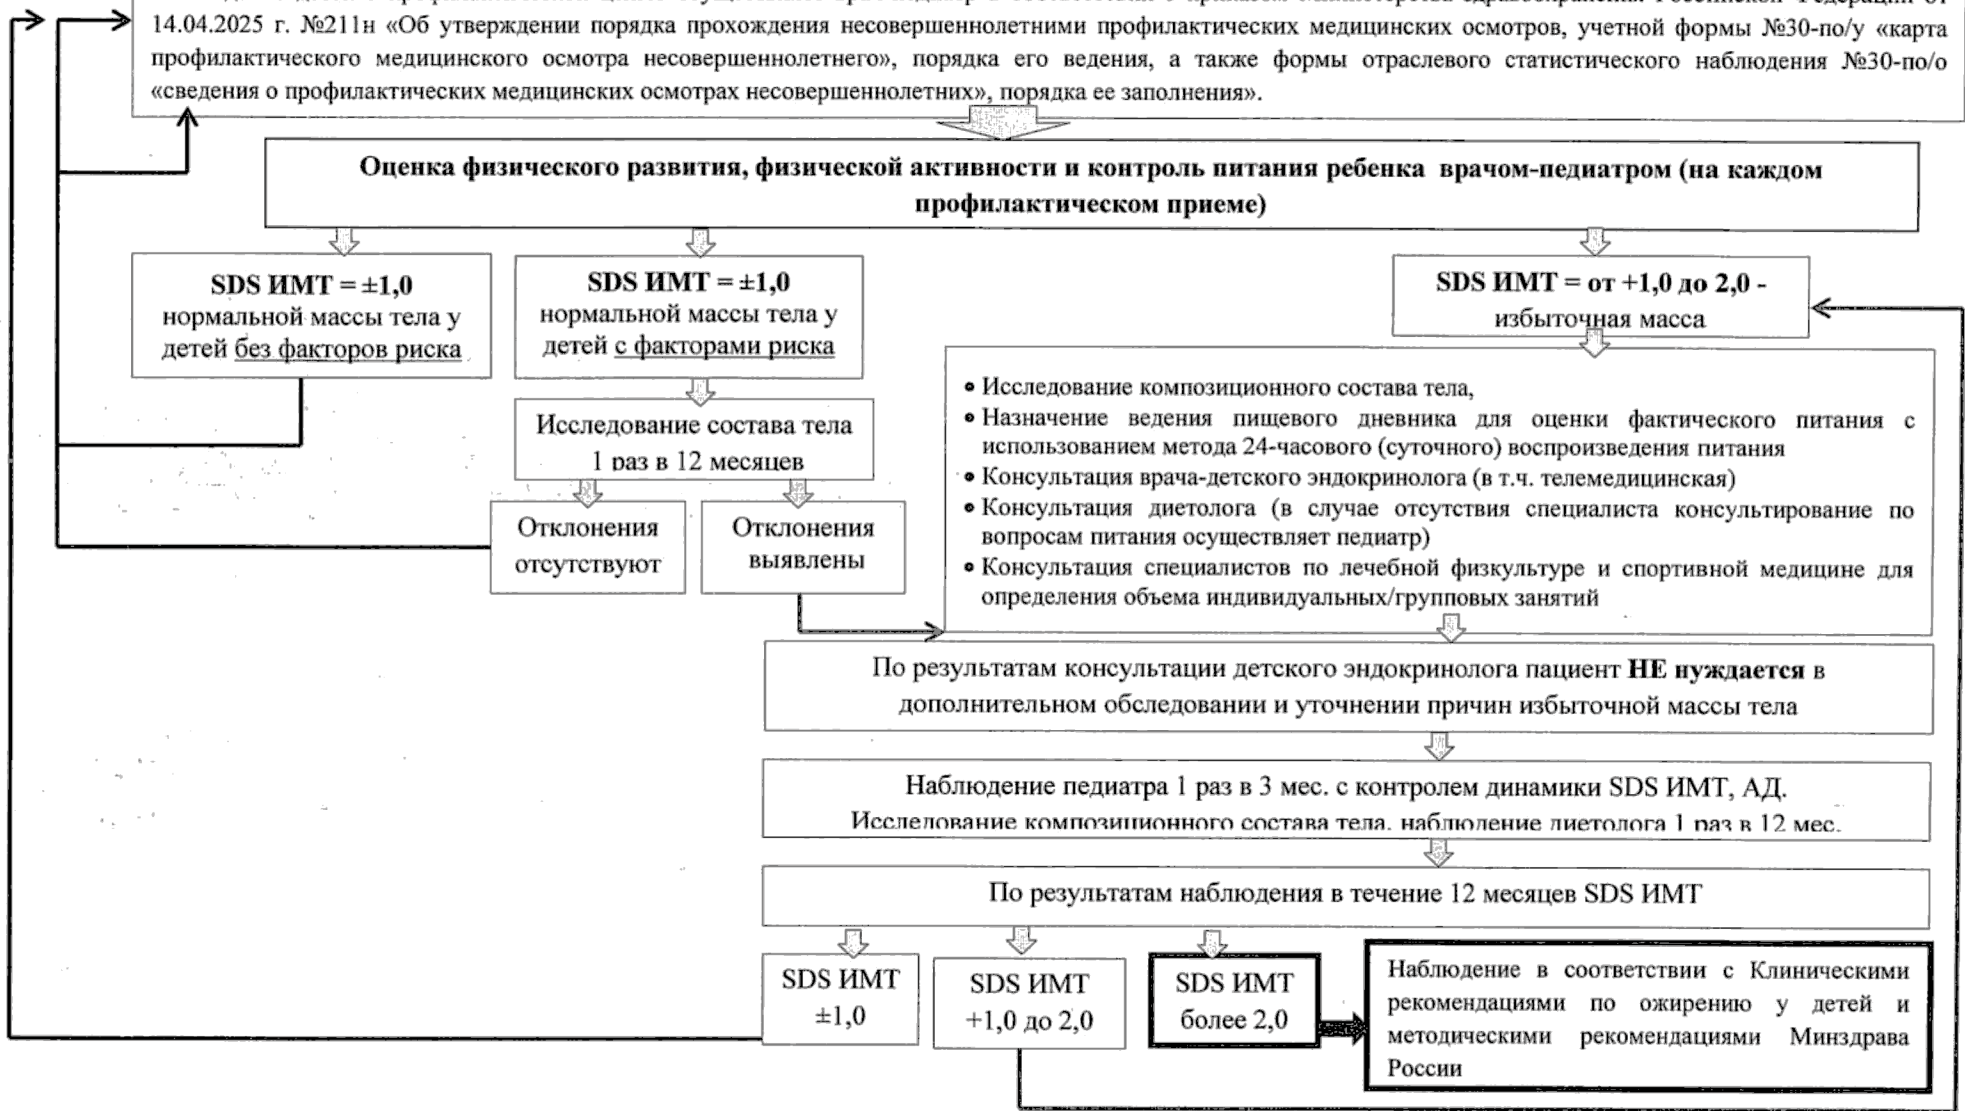 14.04.2025 г. №211н «Об утверждении порядка прохождения несовершеннолетними профилактических медицинских осмотров, учетной формы №30-по/у «карта
профилактического медицинского осмотра несовершеннолетнего», порядка его ведения, а также формы отраслевого статистического наблюдения №30-по/о
«сведения о профилактических медицинских осмотрах несовершеннолетних», порядка ее заполнения».
Оценка физического развития, физической активности и контроль питания ребенка врачом-педиатром (на каждом
профилактическом приеме)
SDS ИМТ = ±1,0
нормальной массы тела у
детей без факторов риска
SDS ИМТ = ±1,0
нормальной массы тела у
детей с факторами риска
SDS ИМТ = от +1,0 до 2,0 -
избыточная масса
Исследование состава тела
1 раз в 12 месяцев
Отклонения
отсутствуют
Отклонения
выявлены
• Исследование композиционного состава тела,
• Назначение ведения пищевого дневника для оценки фактического питания с
использованием метода 24-часового (суточного) воспроизведения питания
• Консультация врача-детского эндокринолога (в т.ч. телемедицинская)
• Консультация диетолога (в случае отсутствия специалиста консультирование по
вопросам питания осуществляет педиатр)
• Консультация специалистов по лечебной физкультуре и спортивной медицине для
определения объема индивидуальных/групповых занятий
По результатам консультации детского эндокринолога пациент НЕ нуждается в
дополнительном обследовании и уточнении причин избыточной массы тела
Наблюдение педиатра 1 раз в 3 мес. с контролем динамики SDS ИМТ, АД.
Исследование композиционного состава тела, наблюдение диетолога 1 раз в 12 мес.
По результатам наблюдения в течение 12 месяцев SDS ИМТ
SDS ИМТ
±1,0
SDS ИМТ
+1,0 до 2,0
SDS ИМТ
более 2,0
Наблюдение в соответствии с Клиническими
рекомендациями по ожирению у детей и
методическими рекомендациями Минздрава
России